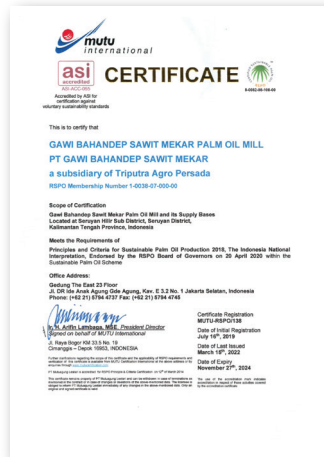 mutu
international
asi
accredited
ASI-ACC-055
Accredited by ASI for
certification against
voluntary sustainability standards
CERTIFICATE
This is to certify that
GAWI BAHANDEP SAWIT MEKAR PALM OIL MILL
PT GAWI BAHANDEP SAWIT MEKAR
a subsidiary of Triputra Agro Persada
RSPO Membership Number 1-0038-07-000-00
Scope of Certification
Gawi Bahandep Sawit Mekar Palm Oil Mill and its Supply Bases
Located at Seruyan Hilir Sub District, Seruyan District,
Kalimantan Tengah Province, Indonesia
Meets the Requirements of
Principles and Criteria for Sustainable Palm Oil Production 2018, The Indonesia National
Interpretation, Endorsed by the RSPO Board of Governors on 20 April 2020 within the
Sustainable Palm Oil Scheme
Office Address:
Gedung The East 23 Floor
Jl. DR Ide Anak Agung Gde Agung, Kav. E 3.2 No. 1 Jakarta Selatan, Indonesia
Phone: (+62 21) 5794 4737 Fax: (+62 21) 5794 4745
Ir. H. Arifin Lambaga, MSE, President Director
Signed on behalf of MUTU International
Jl. Raya Bogor KM 33.5 No. 19
Cimanggis – Depok 16953, INDONESIA
Certificate Registration
MUTU-RSPO/138
Date of Initial Registration
July 16th, 2019
Date of Last Issued
March 15th, 2022
Date of Expiry
November 27th, 2024